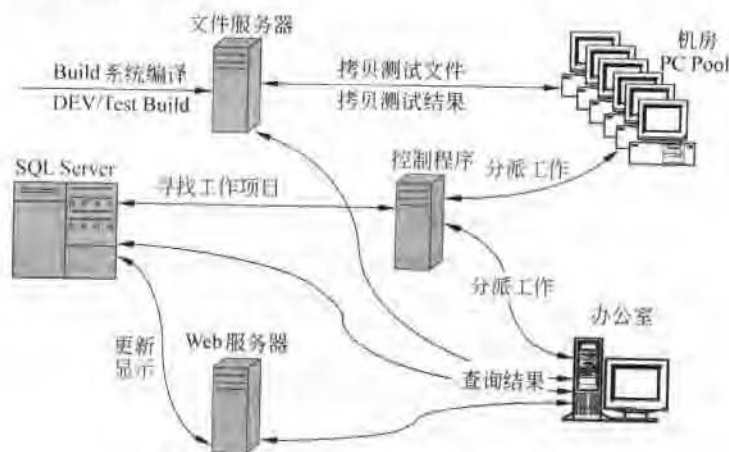 文件服务器
机房
PC Pool
Build 系统编译
DEV/Test Build
拷贝测试文件
拷贝测试结果
SQL Server
控制程序
分派工作
寻找工作项目
分派工作
办公室
更新
显示
Web 服务器
查询结果